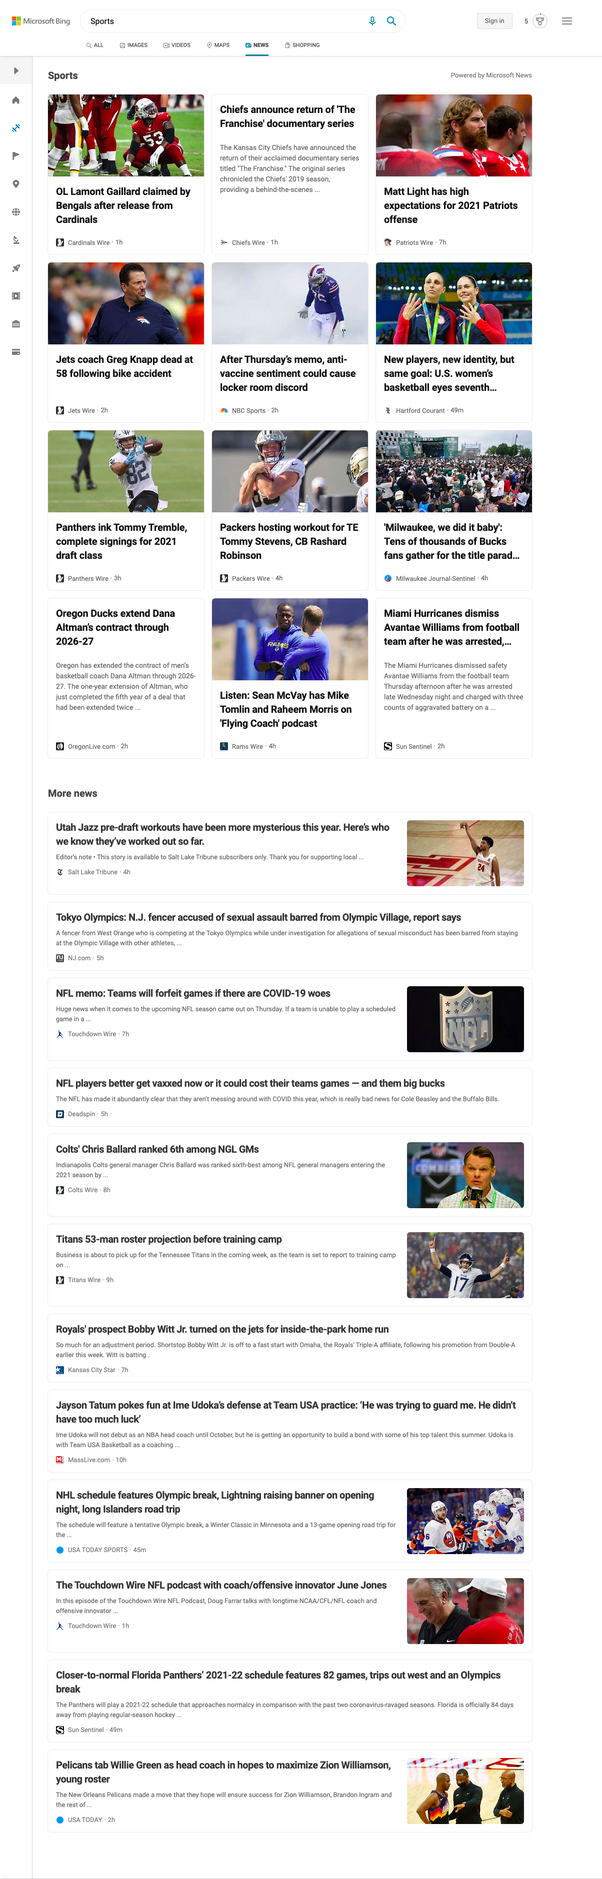 Microsoft Bing
Sports
Sign in
5
ALL
IMAGES
VIDEOS
MAPS
NEWS
SHOPPING
Sports
Powered by Microsoft News
OL Lamont Gaillard claimed by
Bengals after release from
Cardinals
Cardinals Wire · 1h
Chiefs announce return of 'The
Franchise' documentary series
The Kansas City Chiefs have announced the
return of their acclaimed documentary series
titled "The Franchise." The original series
chronicled the Chiefs' 2019 season,
providing a behind-the-scenes ...
Chiefs Wire · 1h
Matt Light has high
expectations for 2021 Patriots
offense
Patriots Wire · 7h
Jets coach Greg Knapp dead at
58 following bike accident
Jets Wire · 2h
After Thursday's memo, anti-
vaccine sentiment could cause
locker room discord
NBC Sports · 2h
New players, new identity, but
same goal: U.S. women's
basketball eyes seventh...
Hartford Courant · 49m
Panthers ink Tommy Tremble,
complete signings for 2021
draft class
Panthers Wire · 3h
Packers hosting workout for TE
Tommy Stevens, CB Rashard
Robinson
Packers Wire · 4h
'Milwaukee, we did it baby':
Tens of thousands of Bucks
fans gather for the title parad...
Milwaukee Journal-Sentinel · 4h
Oregon Ducks extend Dana
Altman's contract through
2026-27
Oregon has extended the contract of men's
basketball coach Dana Altman through 2026-
27. The one-year extension of Altman, who
just completed the fifth year of a deal that
had been extended twice ...
OregonLive.com · 2h
Listen: Sean McVay has Mike
Tomlin and Raheem Morris on
'Flying Coach' podcast
Rams Wire · 4h
Miami Hurricanes dismiss
Avantae Williams from football
team after he was arrested,...
The Miami Hurricanes dismissed safety
Avantae Williams from the football team
Thursday afternoon after he was arrested
late Wednesday night and charged with three
counts of aggravated battery on a ...
Sun Sentinel · 2h
More news
Utah Jazz pre-draft workouts have been more mysterious this year. Here's who
we know they've worked out so far.
Editor's note • This story is available to Salt Lake Tribune subscribers only. Thank you for supporting local ...
Salt Lake Tribune · 4h
Tokyo Olympics: N.J. fencer accused of sexual assault barred from Olympic Village, report says
A fencer from West Orange who is competing at the Tokyo Olympics while under investigation for allegations of sexual misconduct has been barred from staying
at the Olympic Village with other athletes, ...
NJ.com · 5h
NFL memo: Teams will forfeit games if there are COVID-19 woes
Huge news when it comes to the upcoming NFL season came out on Thursday. If a team is unable to play a scheduled
game in a ...
Touchdown Wire · 7h
NFL players better get vaxxed now or it could cost their teams games — and them big bucks
The NFL has made it abundantly clear that they aren't messing around with COVID this year, which is really bad news for Cole Beasley and the Buffalo Bills.
Deadspin · 5h
Colts' Chris Ballard ranked 6th among NGL GMs
Indianapolis Colts general manager Chris Ballard was ranked sixth-best among NFL general managers entering the
2021 season by ...
Colts Wire · 8h
Titans 53-man roster projection before training camp
Business is about to pick up for the Tennessee Titans in the coming week, as the team is set to report to training camp
on ...
Titans Wire · 9h
Royals' prospect Bobby Witt Jr. turned on the jets for inside-the-park home run
So much for an adjustment period. Shortstop Bobby Witt Jr. is off to a fast start with Omaha, the Royals' Triple-A affiliate, following his promotion from Double-A
earlier this week. Witt is batting .
Kansas City Star · 7h
Jayson Tatum pokes fun at Ime Udoka's defense at Team USA practice: 'He was trying to guard me. He didn't
have too much luck'
Ime Udoka will not debut as an NBA head coach until October, but he is getting an opportunity to build a bond with some of his top talent this summer. Udoka is
with Team USA Basketball as a coaching ...
MassLive.com · 10h
NHL schedule features Olympic break, Lightning raising banner on opening
night, long Islanders road trip
The schedule will feature a tentative Olympic break, a Winter Classic in Minnesota and a 13-game opening road trip for
the ...
USA TODAY SPORTS · 45m
The Touchdown Wire NFL podcast with coach/offensive innovator June Jones
In this episode of the Touchdown Wire NFL Podcast, Doug Farrar talks with longtime NCAA/CFL/NFL coach and
offensive innovator ...
Touchdown Wire · 1h
Closer-to-normal Florida Panthers' 2021-22 schedule features 82 games, trips out west and an Olympics
break
The Panthers will play a 2021-22 schedule that approaches normalcy in comparison with the past two coronavirus-ravaged seasons. Florida is officially 84 days
away from playing regular-season hockey ...
Sun Sentinel · 49m
Pelicans tab Willie Green as head coach in hopes to maximize Zion Williamson,
young roster
The New Orleans Pelicans made a move that they hope will ensure success for Zion Williamson, Brandon Ingram and
the rest of ...
USA TODAY · 2h